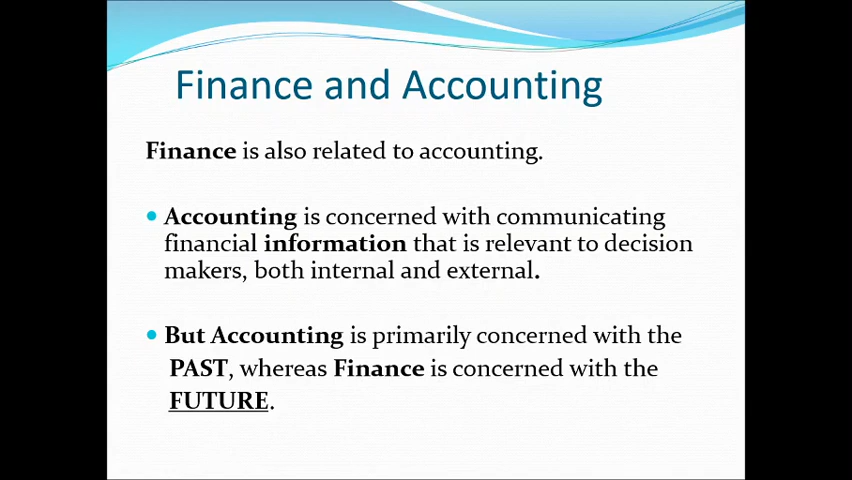 Finance and Accounting
Finance is also related to accounting.
• Accounting is concerned with communicating
financial information that is relevant to decision
makers, both internal and external.
• But Accounting is primarily concerned with the
PAST, whereas Finance is concerned with the
FUTURE.